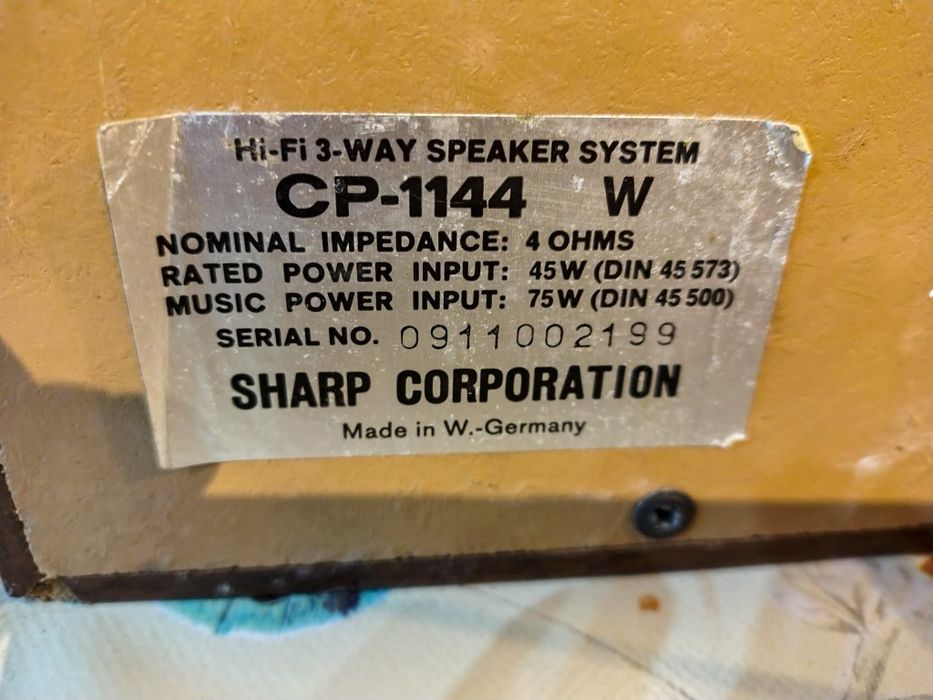 Hi-Fi 3-WAY SPEAKER SYSTEM
CP-1144 W
NOMINAL IMPEDANCE: 4 OHMS
RATED POWER INPUT: 45W (DIN 45 573)
MUSIC POWER INPUT: 75W (DIN 45 500)
SERIAL NO. 0911002199
SHARP CORPORATION
Made in W.-Germany